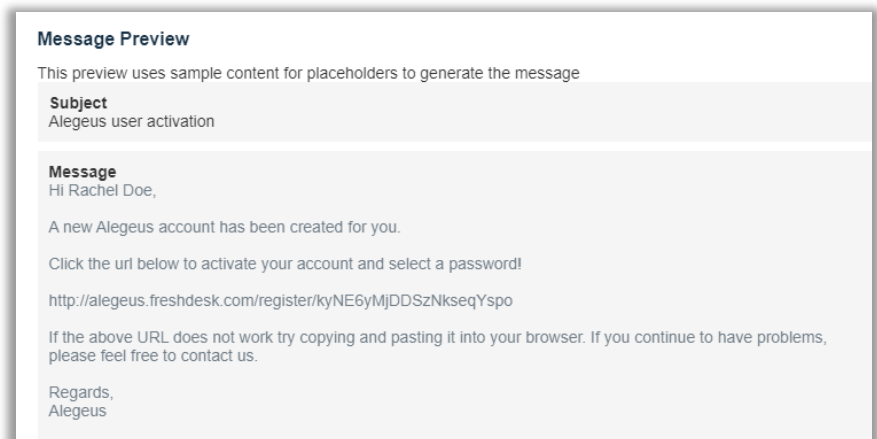 Message Preview
This preview uses sample content for placeholders to generate the message
Subject
Alegeus user activation
Message
Hi Rachel Doe,
A new Alegeus account has been created for you.
Click the url below to activate your account and select a password!
http://alegeus.freshdesk.com/register/kyNE6yMjDDSzNkseqYspo
If the above URL does not work try copying and pasting it into your browser. If you continue to have problems,
please feel free to contact us.
Regards,
Alegeus